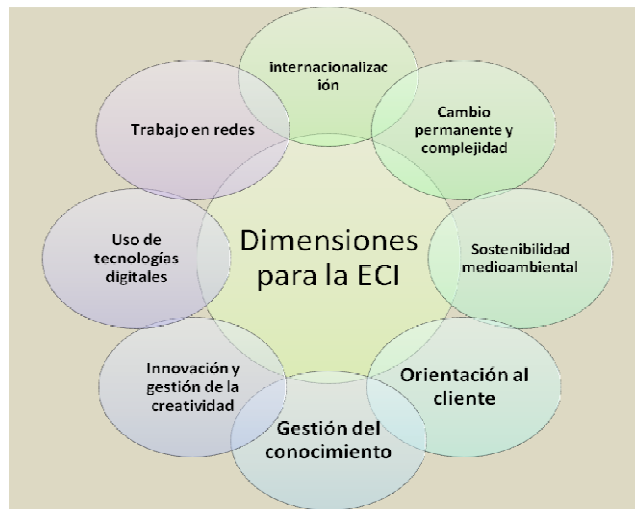 internacionalizac
ión
Cambio
permanente y
complejidad
Sostenibilidad
medioambiental
Orientación al
cliente
Gestión del
conocimiento
Innovación y
gestión de la
creatividad
Uso de
tecnologías
digitales
Trabajo en redes
Dimensiones
para la ECI